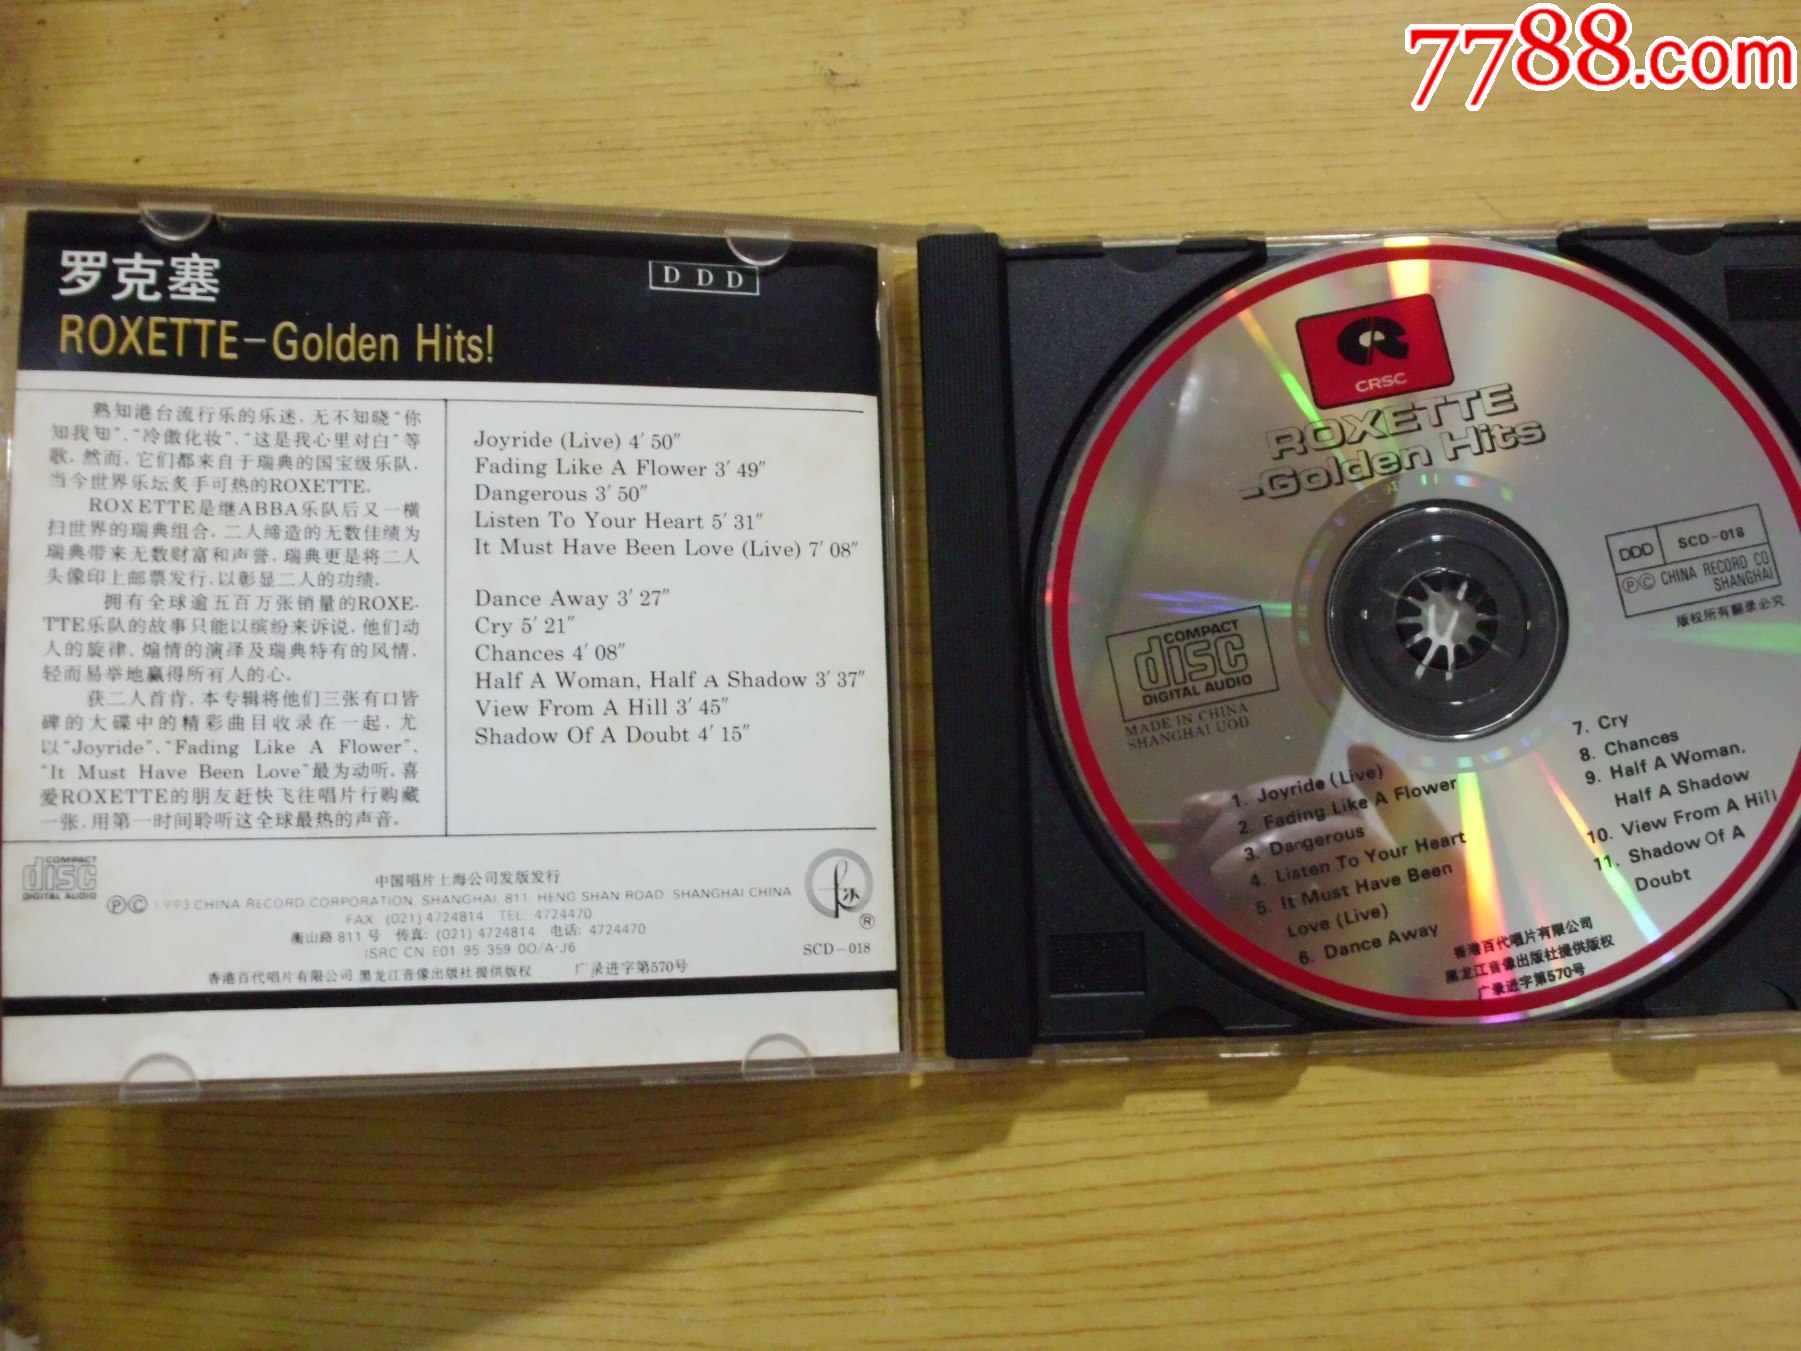 7788.com
罗克塞
D D D
ROXETTE-Golden Hits!
熟知港台流行乐的乐迷，无不知晓“你
知我知”、“冷傲化妆”、“这是我心里对白”等
歌，然而，它们都来自于瑞典的国宝级乐队，
当今世界乐坛炙手可热的ROXETTE。
ROXETTE是继ABBA乐队后又一横
扫世界的瑞典组合，二人缔造的无数佳绩为
瑞典带来无数财富和声誉，瑞典更是将二人
头像印上邮票发行，以彰显二人的功绩。
拥有全球逾五百万张销量的ROXE-
TTE乐队的故事只能以缤纷来诉说，他们动
人的旋律、煽情的演绎及瑞典特有的风情，
轻而易举地赢得所有人的心。
获二人首肯，本专辑将他们三张有口皆
碑的大碟中的精彩曲目收录在一起，尤
以“Joyride”、“Fading Like A Flower”、
“It Must Have Been Love”最为动听，喜
爱ROXETTE的朋友赶快飞往唱片行购藏
一张，用第一时间聆听这全球最热的声音。
Joyride (Live) 4′ 50″
Fading Like A Flower 3′ 49″
Dangerous 3′ 50″
Listen To Your Heart 5′ 31″
It Must Have Been Love (Live) 7′ 08″
Dance Away 3′ 27″
Cry 5′ 21″
Chances 4′ 08″
Half A Woman, Half A Shadow 3′ 37″
View From A Hill 3′ 45″
Shadow Of A Doubt 4′ 15″
COMPACT
disc
DIGITAL AUDIO
中国唱片上海公司发版发行
ⓅⒸ 1993 CHINA RECORD CORPORATION SHANGHAI. 811 HENG SHAN ROAD SHANGHAI CHINA
FAX (021) 4724814 TEL: 4724470
衡山路811号 传真: (021) 4724814 电话: 4724470
ISRC CN E01 95 359 00/A·J6
香港百代唱片有限公司 黑龙江音像出版社提供版权 广录进字第570号
®
SCD-018
CRSC
ROXETTE
-Golden Hits
DDD SCD-018
ⓅⒸ CHINA RECORD CO
SHANGHAI
版权所有翻录必究
COMPACT
disc
DIGITAL AUDIO
MADE IN CHINA
SHANGHAI UOD
1. Joyride (Live)
2. Fading Like A Flower
3. Dangerous
4. Listen To Your Heart
5. It Must Have Been
Love (Live)
6. Dance Away
7. Cry
8. Chances
9. Half A Woman,
Half A Shadow
10. View From A Hill
11. Shadow Of A
Doubt
香港百代唱片有限公司
黑龙江音像出版社提供版权
广录进字第570号